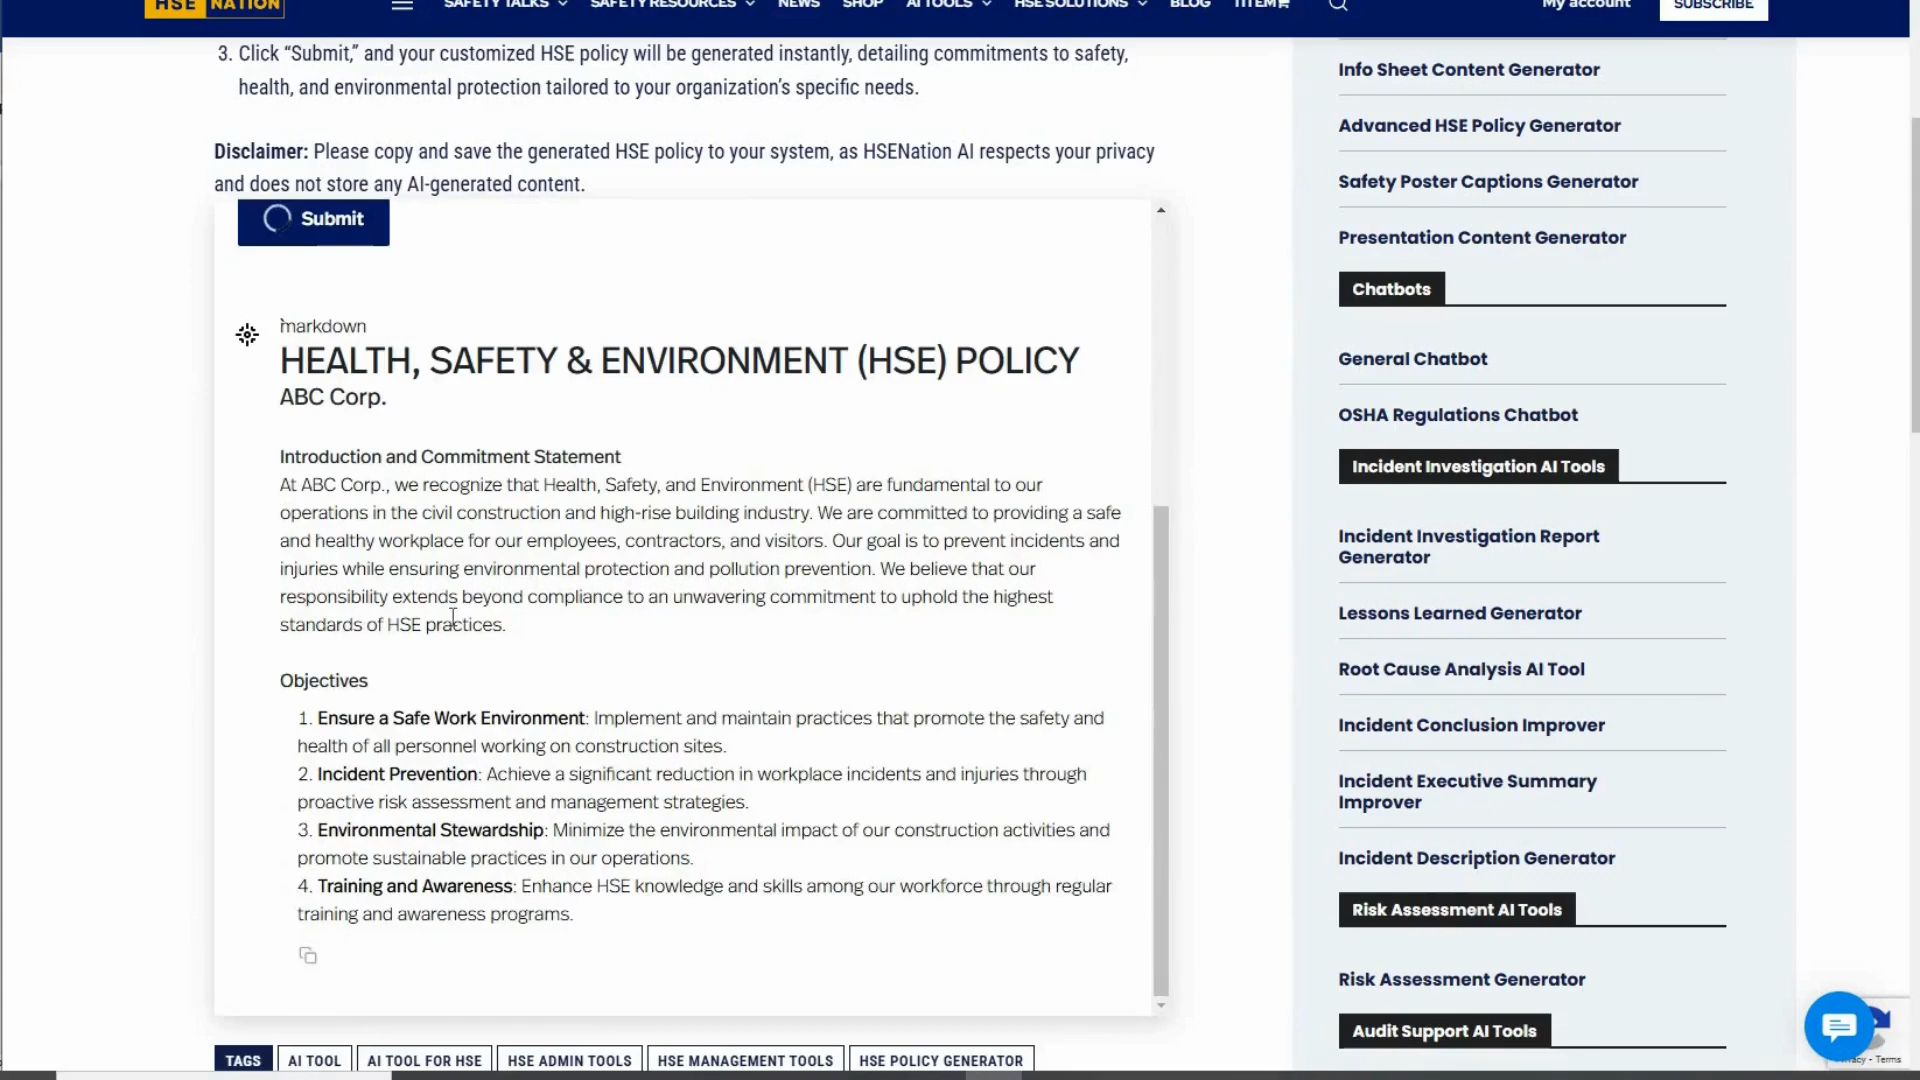 HSE NATION
SAFETY TALKS SAFETY RESOURCES NEWS SHOP AI TOOLS HSE SOLUTIONS BLOG My account SUBSCRIBE
3. Click “Submit,” and your customized HSE policy will be generated instantly, detailing commitments to safety,
health, and environmental protection tailored to your organization’s specific needs.
Disclaimer: Please copy and save the generated HSE policy to your system, as HSENation AI respects your privacy
and does not store any AI-generated content.
Submit
`markdown
HEALTH, SAFETY & ENVIRONMENT (HSE) POLICY
ABC Corp.
Introduction and Commitment Statement
At ABC Corp., we recognize that Health, Safety, and Environment (HSE) are fundamental to our
operations in the civil construction and high-rise building industry. We are committed to providing a safe
and healthy workplace for our employees, contractors, and visitors. Our goal is to prevent incidents and
injuries while ensuring environmental protection and pollution prevention. We believe that our
responsibility extends beyond compliance to an unwavering commitment to uphold the highest
standards of HSE practices.
Objectives
1. Ensure a Safe Work Environment: Implement and maintain practices that promote the safety and
health of all personnel working on construction sites.
2. Incident Prevention: Achieve a significant reduction in workplace incidents and injuries through
proactive risk assessment and management strategies.
3. Environmental Stewardship: Minimize the environmental impact of our construction activities and
promote sustainable practices in our operations.
4. Training and Awareness: Enhance HSE knowledge and skills among our workforce through regular
training and awareness programs.
TAGS AI TOOL AI TOOL FOR HSE HSE ADMIN TOOLS HSE MANAGEMENT TOOLS HSE POLICY GENERATOR
Info Sheet Content Generator
Advanced HSE Policy Generator
Safety Poster Captions Generator
Presentation Content Generator
Chatbots
General Chatbot
OSHA Regulations Chatbot
Incident Investigation AI Tools
Incident Investigation Report
Generator
Lessons Learned Generator
Root Cause Analysis AI Tool
Incident Conclusion Improver
Incident Executive Summary
Improver
Incident Description Generator
Risk Assessment AI Tools
Risk Assessment Generator
Audit Support AI Tools
- Terms